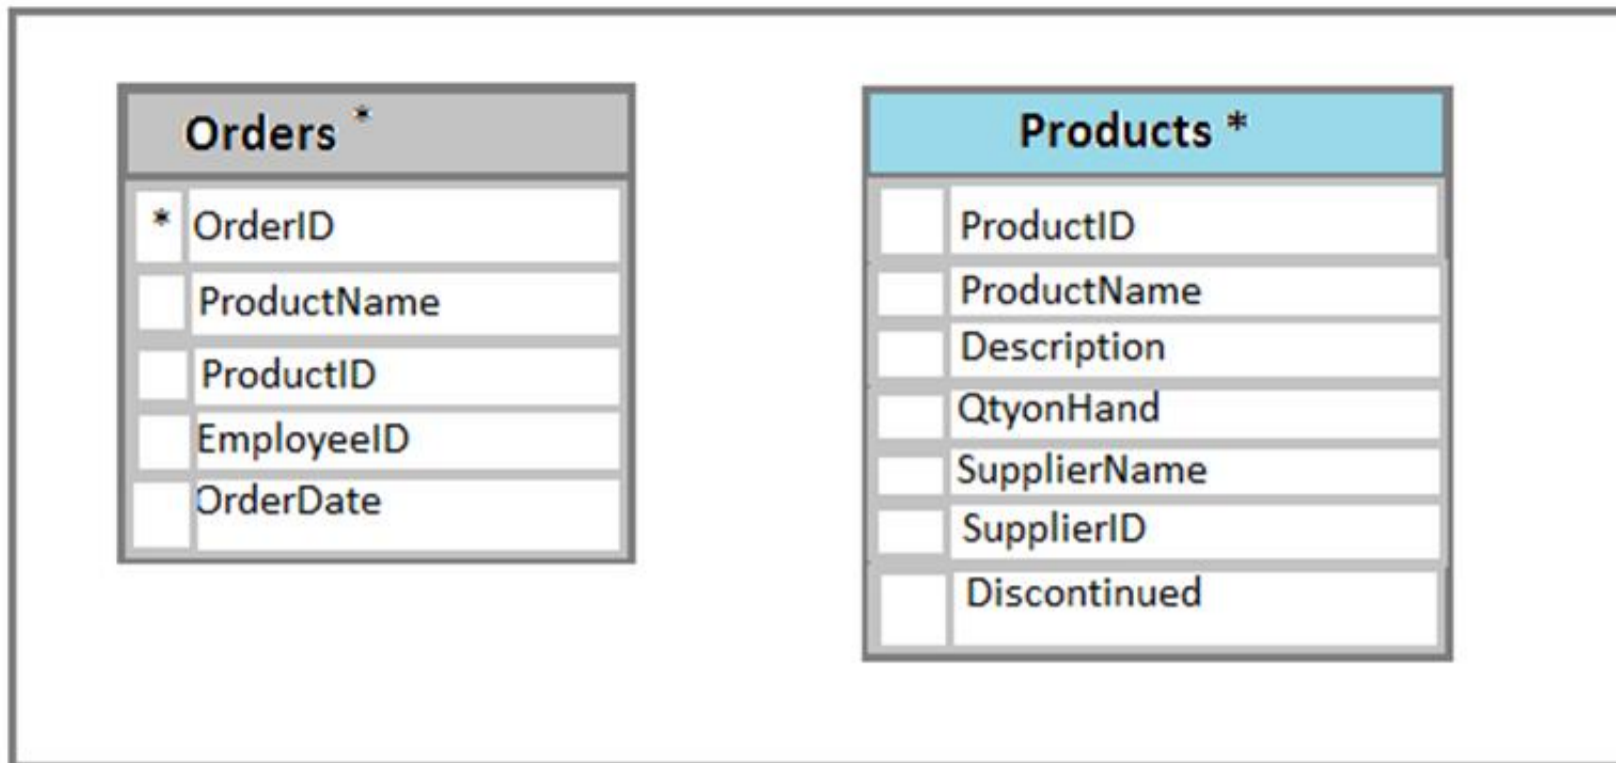 Orders *
* OrderID
ProductName
ProductID
EmployeeID
OrderDate
Products *
ProductID
ProductName
Description
QtyonHand
SupplierName
SupplierID
Discontinued